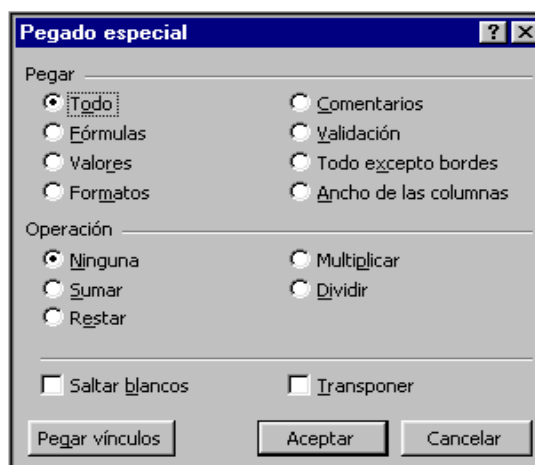 Pegado especial
Pegar
Todo
Comentarios
Fórmulas
Validación
Valores
Todo excepto bordes
Formatos
Ancho de las columnas
Operación
Ninguna
Multiplicar
Sumar
Dividir
Restar
Saltar blancos
Transponer
Pegar vínculos
Aceptar
Cancelar